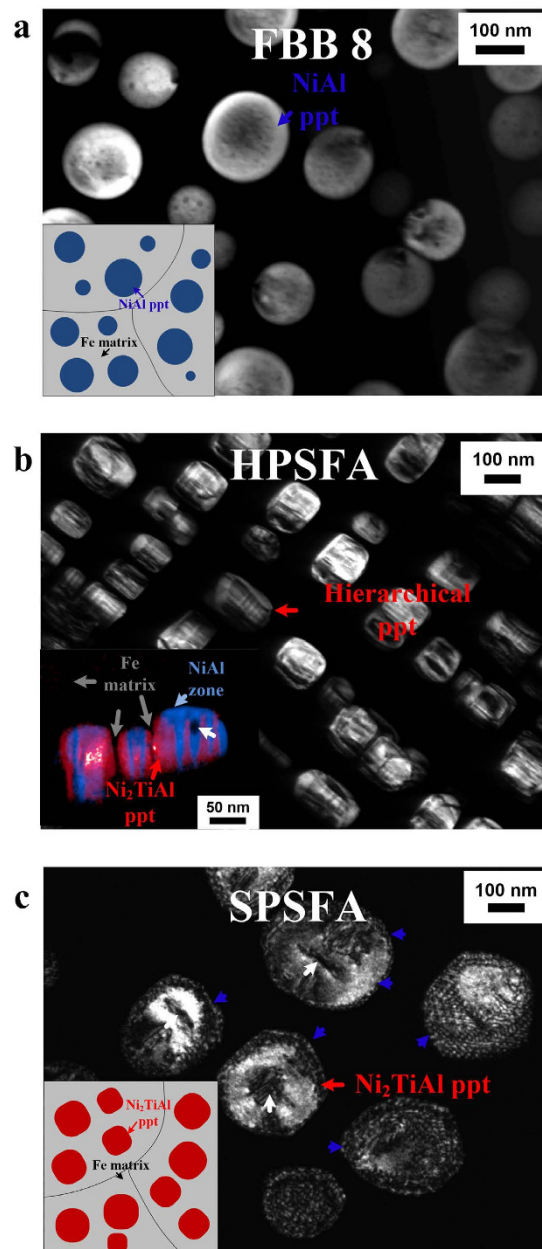 a
FBB 8
100 nm
NiAl
ppt
NiAl ppt
Fe matrix
b
HPSFA
100 nm
Hierarchical
ppt
Fe
matrix
NiAl
zone
Ni₂TiAl
ppt
50 nm
c
SPSFA
100 nm
Ni₂TiAl ppt
Ni₂TiAl
ppt
Fe matrix